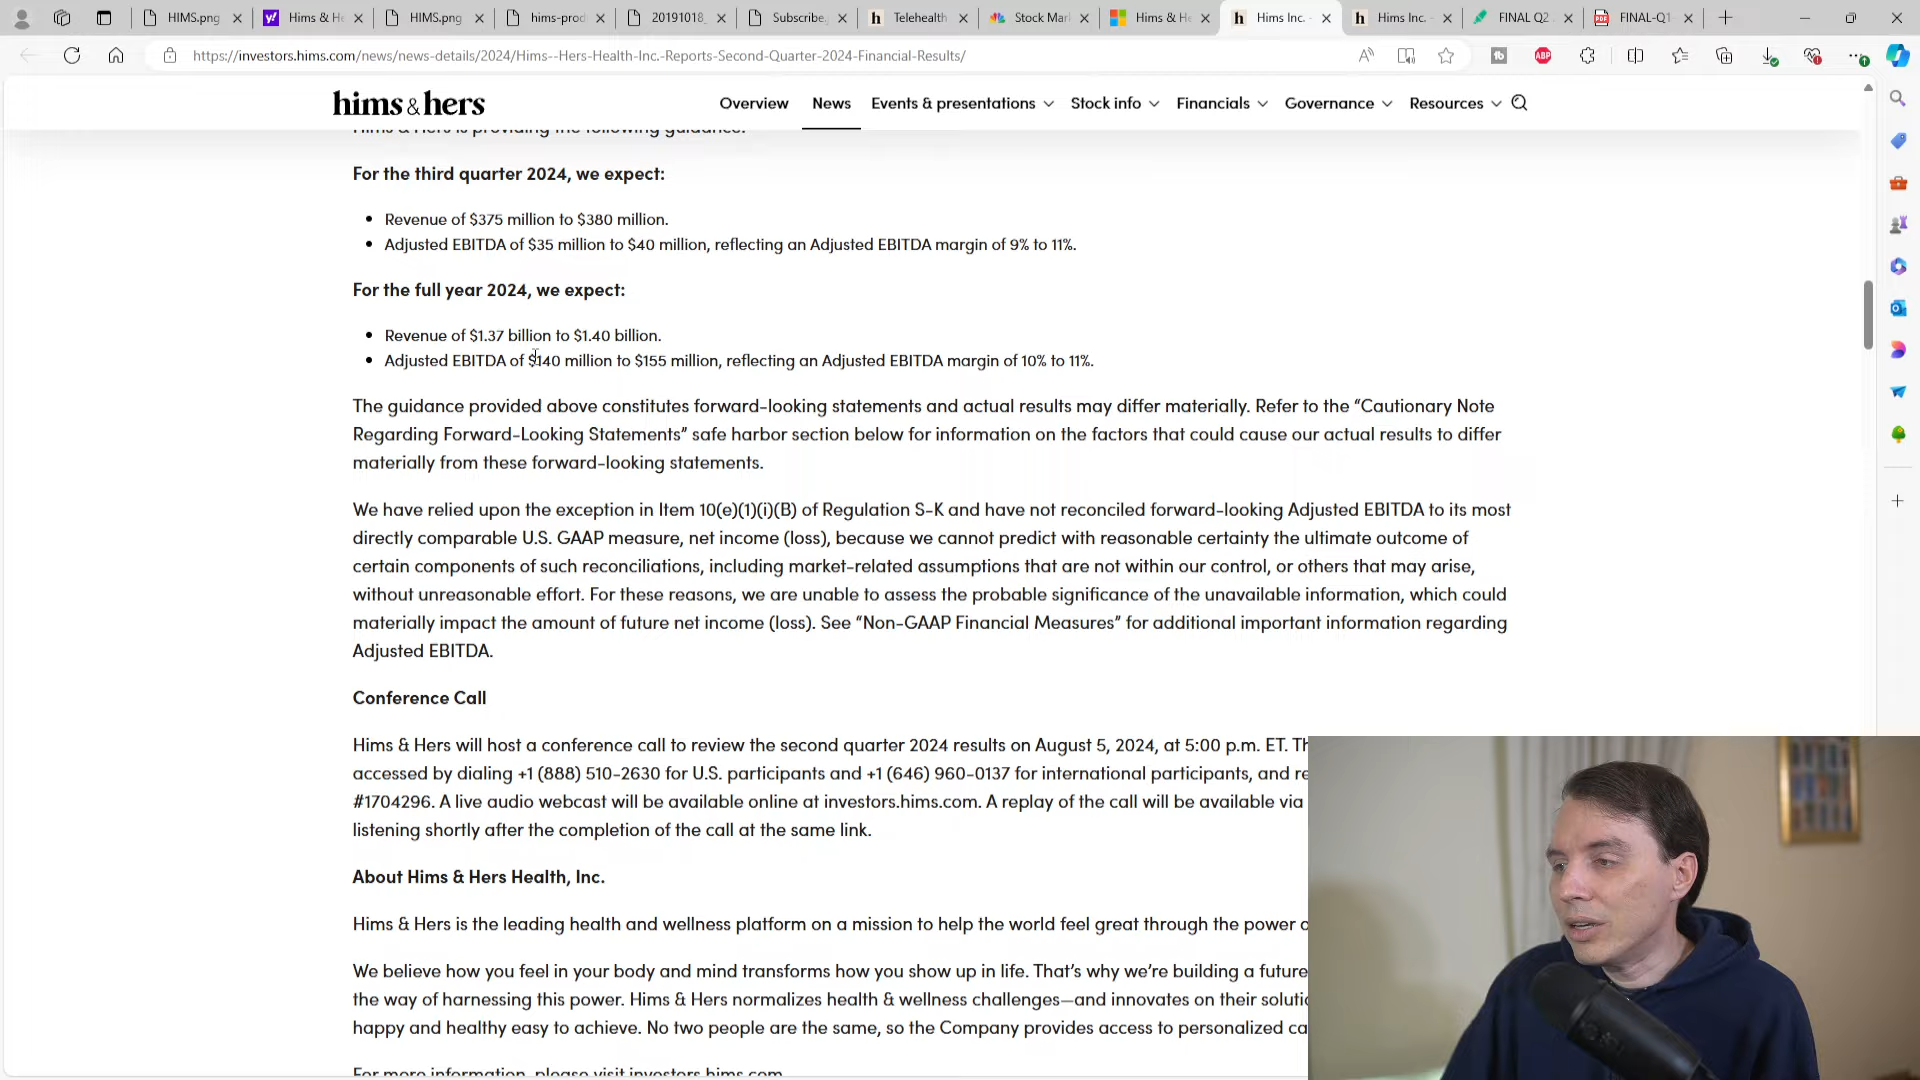 HIMS.png
Hims & He
HIMS.png
hims-prod
20191018_
Subscribe.
Telehealth
Stock Mar
Hims & He
Hims Inc. -
Hims Inc. -
FINAL Q2
FINAL-Q1-
https://investors.hims.com/news/news-details/2024/Hims--Hers-Health-Inc.-Reports-Second-Quarter-2024-Financial-Results/
hims & hers
Overview News Events & presentations Stock info Financials Governance Resources
Hims & Hers is providing the following guidance:
For the third quarter 2024, we expect:
• Revenue of $375 million to $380 million.
• Adjusted EBITDA of $35 million to $40 million, reflecting an Adjusted EBITDA margin of 9% to 11%.
For the full year 2024, we expect:
• Revenue of $1.37 billion to $1.40 billion.
• Adjusted EBITDA of $140 million to $155 million, reflecting an Adjusted EBITDA margin of 10% to 11%.
The guidance provided above constitutes forward-looking statements and actual results may differ materially. Refer to the “Cautionary Note
Regarding Forward-Looking Statements” safe harbor section below for information on the factors that could cause our actual results to differ
materially from these forward-looking statements.
We have relied upon the exception in Item 10(e)(1)(i)(B) of Regulation S-K and have not reconciled forward-looking Adjusted EBITDA to its most
directly comparable U.S. GAAP measure, net income (loss), because we cannot predict with reasonable certainty the ultimate outcome of
certain components of such reconciliations, including market-related assumptions that are not within our control, or others that may arise,
without unreasonable effort. For these reasons, we are unable to assess the probable significance of the unavailable information, which could
materially impact the amount of future net income (loss). See “Non-GAAP Financial Measures” for additional important information regarding
Adjusted EBITDA.
Conference Call
Hims & Hers will host a conference call to review the second quarter 2024 results on August 5, 2024, at 5:00 p.m. ET. Th
accessed by dialing +1 (888) 510-2630 for U.S. participants and +1 (646) 960-0137 for international participants, and re
#1704296. A live audio webcast will be available online at investors.hims.com. A replay of the call will be available via
listening shortly after the completion of the call at the same link.
About Hims & Hers Health, Inc.
Hims & Hers is the leading health and wellness platform on a mission to help the world feel great through the power o
We believe how you feel in your body and mind transforms how you show up in life. That’s why we’re building a future
the way of harnessing this power. Hims & Hers normalizes health & wellness challenges—and innovates on their solutio
happy and healthy easy to achieve. No two people are the same, so the Company provides access to personalized ca
For more information, please visit investors.hims.com